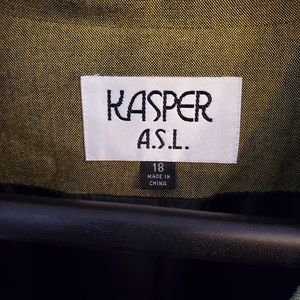 KASPER
A.S.L.
18
MADE IN
CHINA